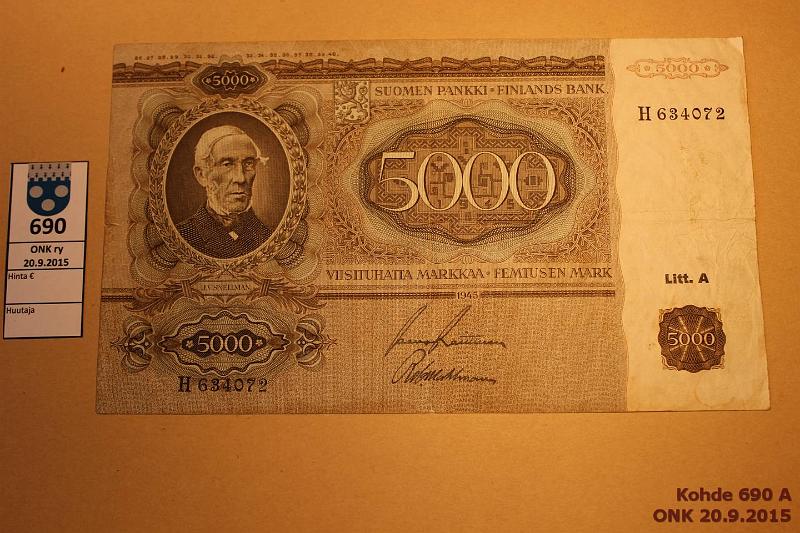 5000
SUOMEN PANKKI • FINLANDS BANK.
5000
H 634072
5000
690
ONK ry
20.9.2015
Hinta €
Huutaja
VIISITUHATTA MARKKAA • FEMTUSEN MARK
J.V. SNELLMAN
1945
Litt. A
5000
5000
H 634072
Kohde 690 A
ONK 20.9.2015